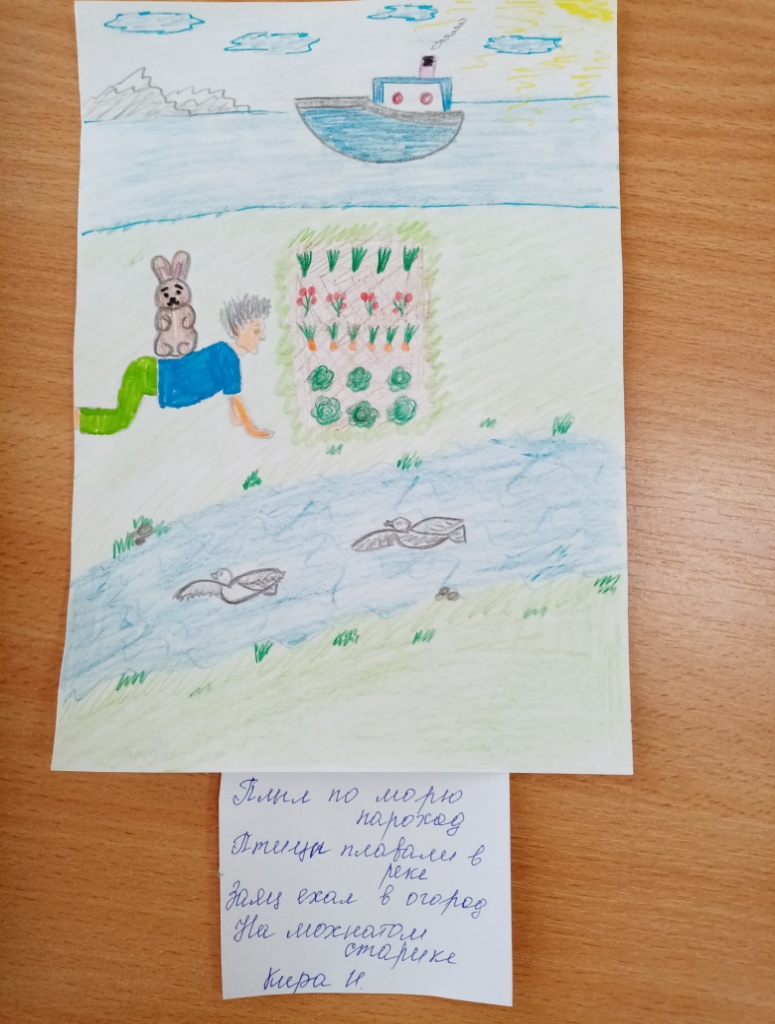 Плыл по морю
пароход
Птицы плавали в
реке
Заяц ехал в огород
На мохнатом
старике
Кира И.